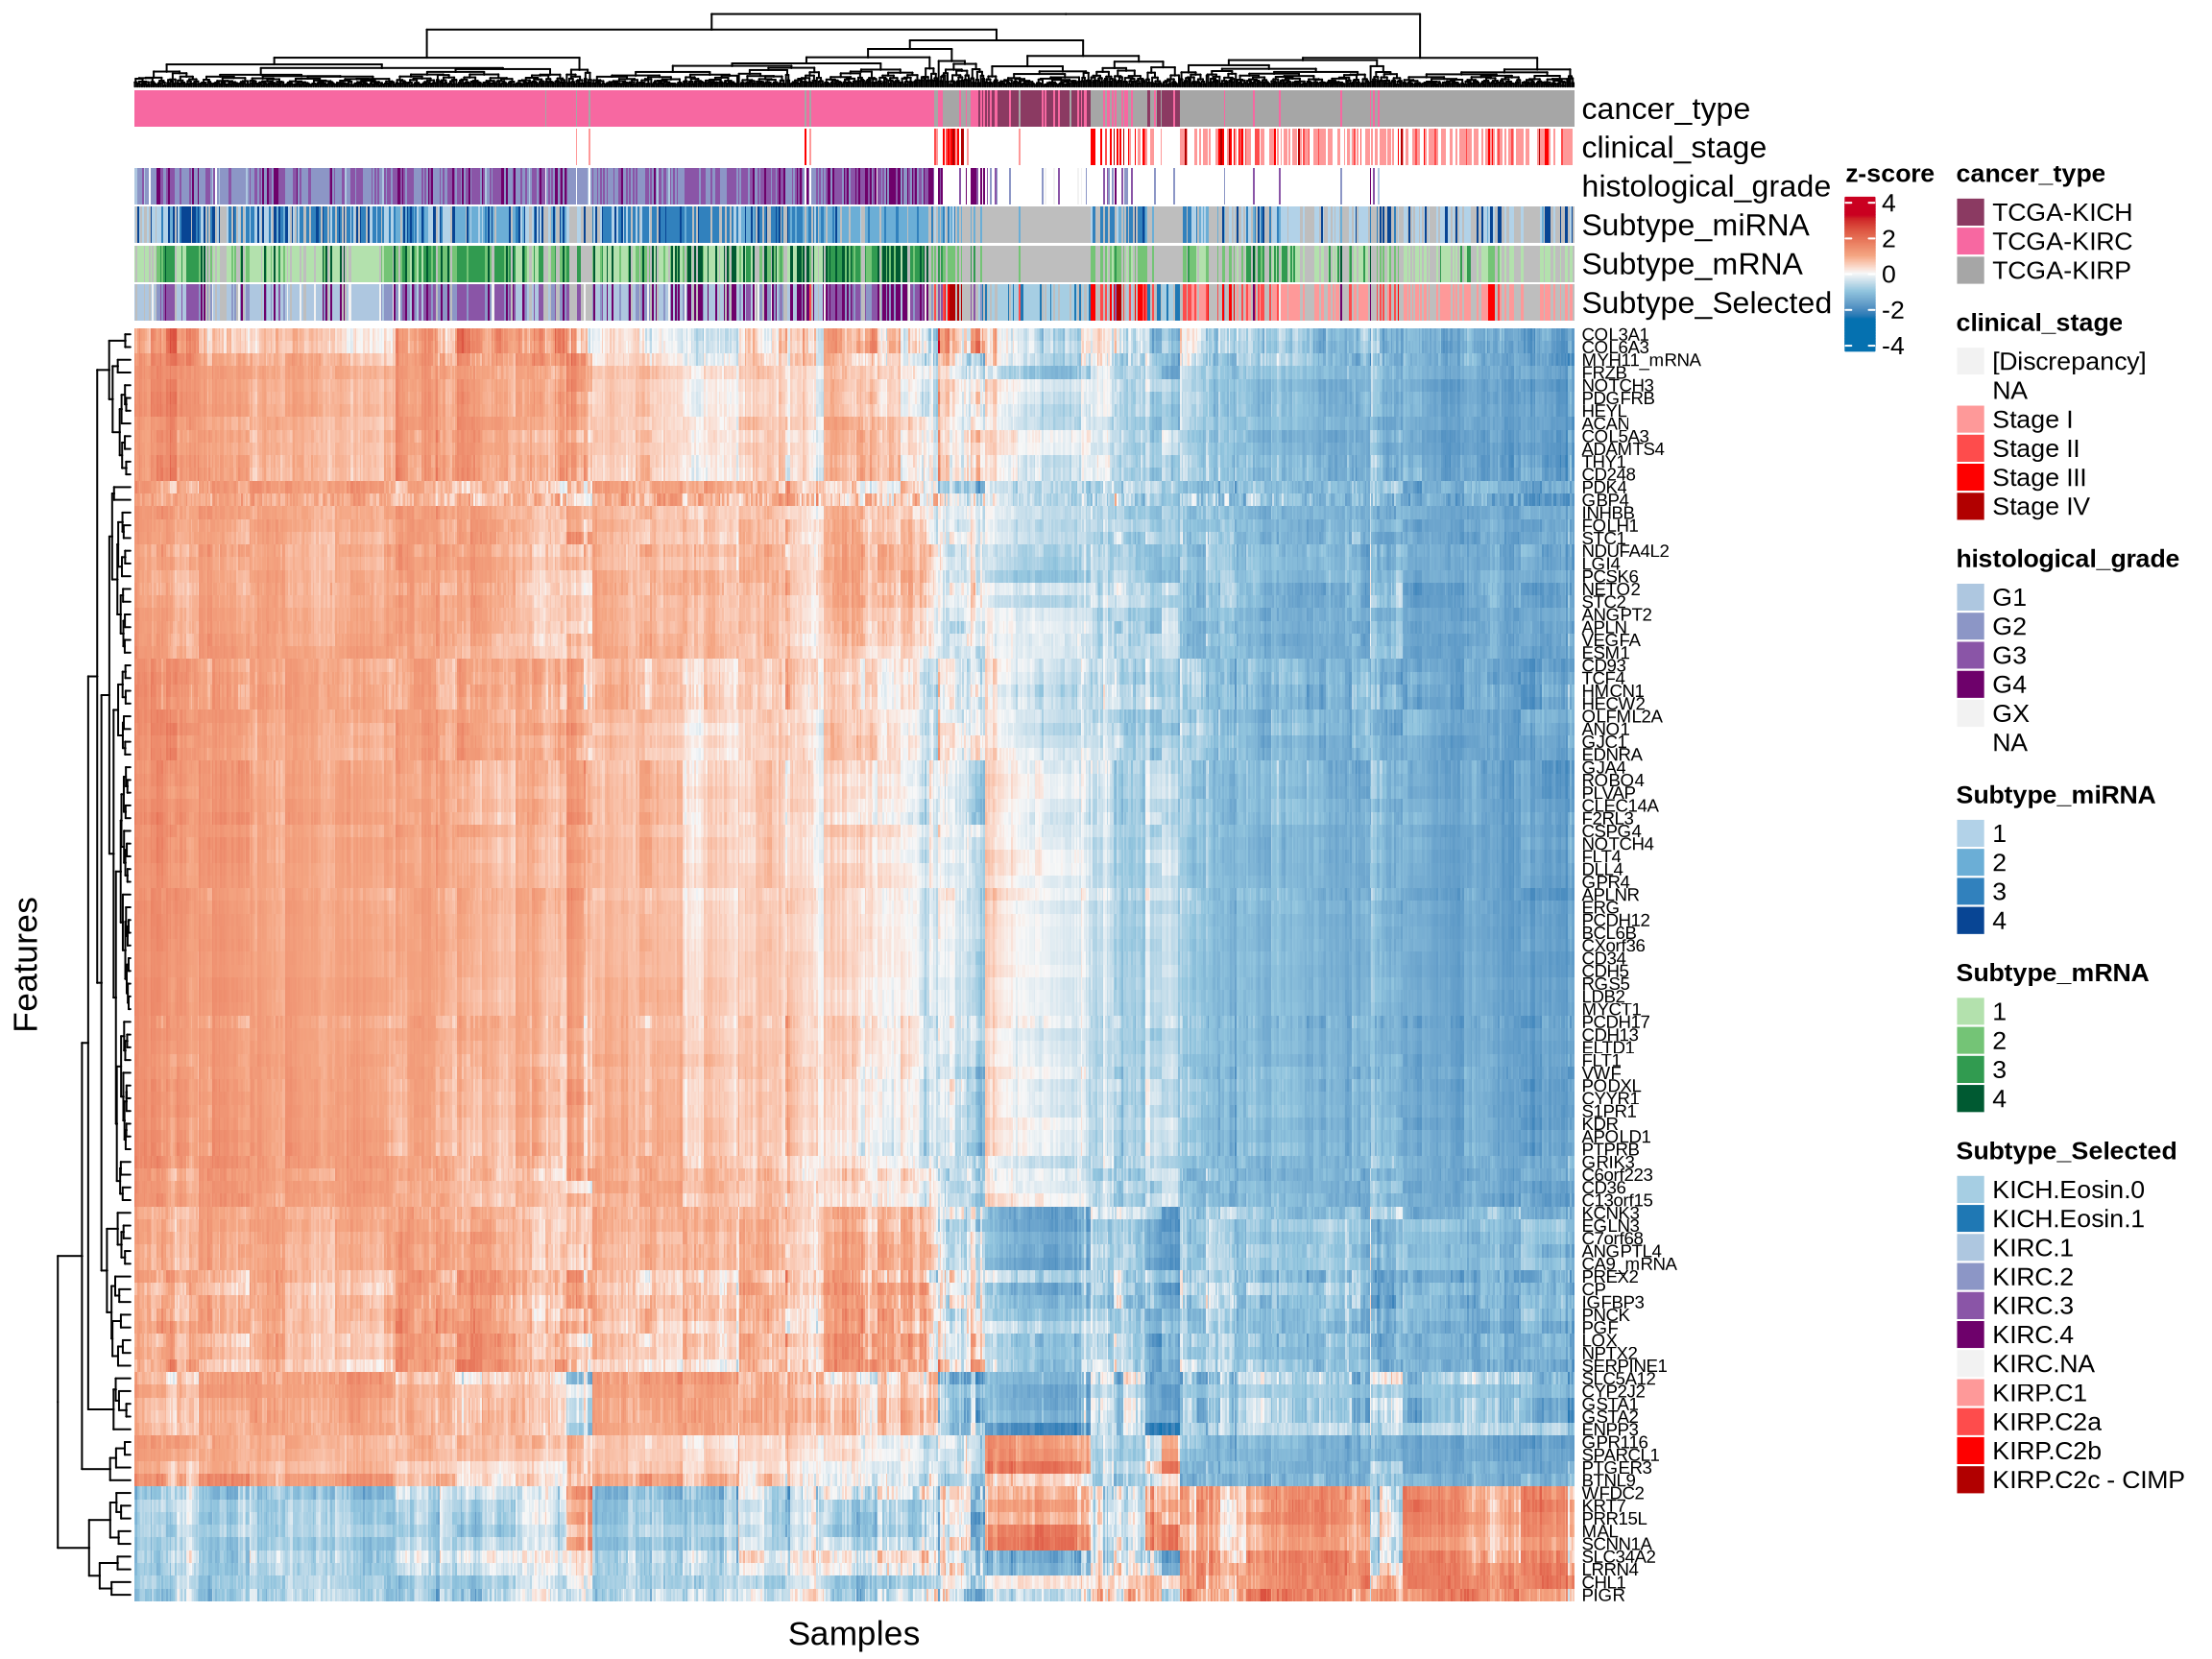 cancer_type
clinical_stage
histological_grade
Subtype_miRNA
Subtype_mRNA
Subtype_Selected
COL3A1
COL6A3
MYH11_mRNA
FRZB
NOTCH3
PDGFRB
HEYL
ACAN
COL5A3
ADAMTS4
THY1
CD248
PDK4
GBP4
INHBB
FOLH1
STC1
NDUFA4L2
LGI4
PCSK6
NETO2
STC2
ANGPT2
APLN
VEGFA
ESM1
CD93
TCF4
HMCN1
HECW2
OLFML2A
ANO1
GJC1
EDNRA
GJA4
ROBO4
PLVAP
CLEC14A
F2RL3
CSPG4
NOTCH4
FLT4
DLL4
GPR4
APLNR
ERG
PCDH12
BCL6B
CXorf36
CD34
CDH5
RGS5
LDB2
MYCT1
PCDH17
CDH13
ELTD1
FLT1
VWF
PODXL
CYYR1
S1PR1
KDR
APOLD1
PTPRB
GRIK3
C6orf223
CD36
C13orf15
KCNK3
EGLN3
C7orf68
ANGPTL4
CA9_mRNA
PREX2
CP
IGFBP3
PNCK
PGF
LOX
NPTX2
SERPINE1
SLC5A12
CYP2J2
GSTA1
GSTA2
ENPP3
GPR116
SPARCL1
PTGER3
BTNL9
WFDC2
KRT7
PRR15L
MAL
SCNN1A
SLC34A2
LRRN4
CHL1
PIGR
Features
Samples
z-score
4
2
0
-2
-4
cancer_type
TCGA-KICH
TCGA-KIRC
TCGA-KIRP
clinical_stage
[Discrepancy]
NA
Stage I
Stage II
Stage III
Stage IV
histological_grade
G1
G2
G3
G4
GX
NA
Subtype_miRNA
1
2
3
4
Subtype_mRNA
1
2
3
4
Subtype_Selected
KICH.Eosin.0
KICH.Eosin.1
KIRC.1
KIRC.2
KIRC.3
KIRC.4
KIRC.NA
KIRP.C1
KIRP.C2a
KIRP.C2b
KIRP.C2c - CIMP